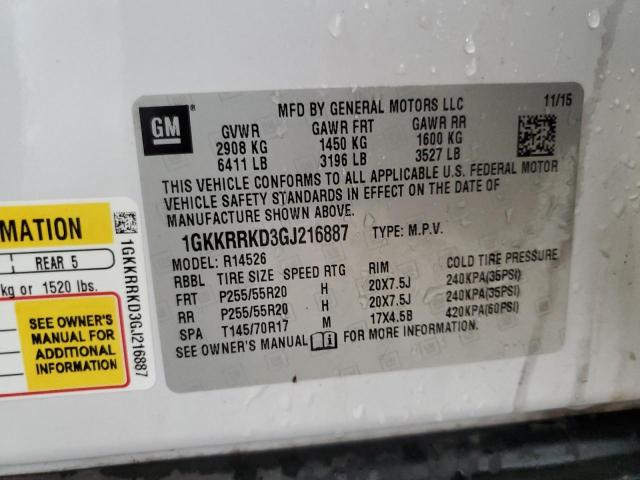 MFD BY GENERAL MOTORS LLC 11/15
GM
GVWR GAWR FRT GAWR RR
2908 KG 1450 KG 1600 KG
6411 LB 3196 LB 3527 LB
THIS VEHICLE CONFORMS TO ALL APPLICABLE U.S. FEDERAL MOTOR
VEHICLE SAFETY STANDARDS IN EFFECT ON THE DATE OF
MANUFACTURE SHOWN ABOVE.
1GKKRRKD3GJ216887 TYPE: M.P.V.
MODEL: R14526
RBBL TIRE SIZE SPEED RTG RIM COLD TIRE PRESSURE
FRT P255/55R20 H 20X7.5J 240KPA(35PSI)
RR P255/55R20 H 20X7.5J 240KPA(35PSI)
SPA T145/70R17 M 17X4.5B 420KPA(60PSI)
SEE OWNER'S MANUAL FOR MORE INFORMATION.
MATION
REAR 5
kg or 1520 lbs.
SEE OWNER'S
MANUAL FOR
ADDITIONAL
INFORMATION
1GKKRRKD3GJ216887